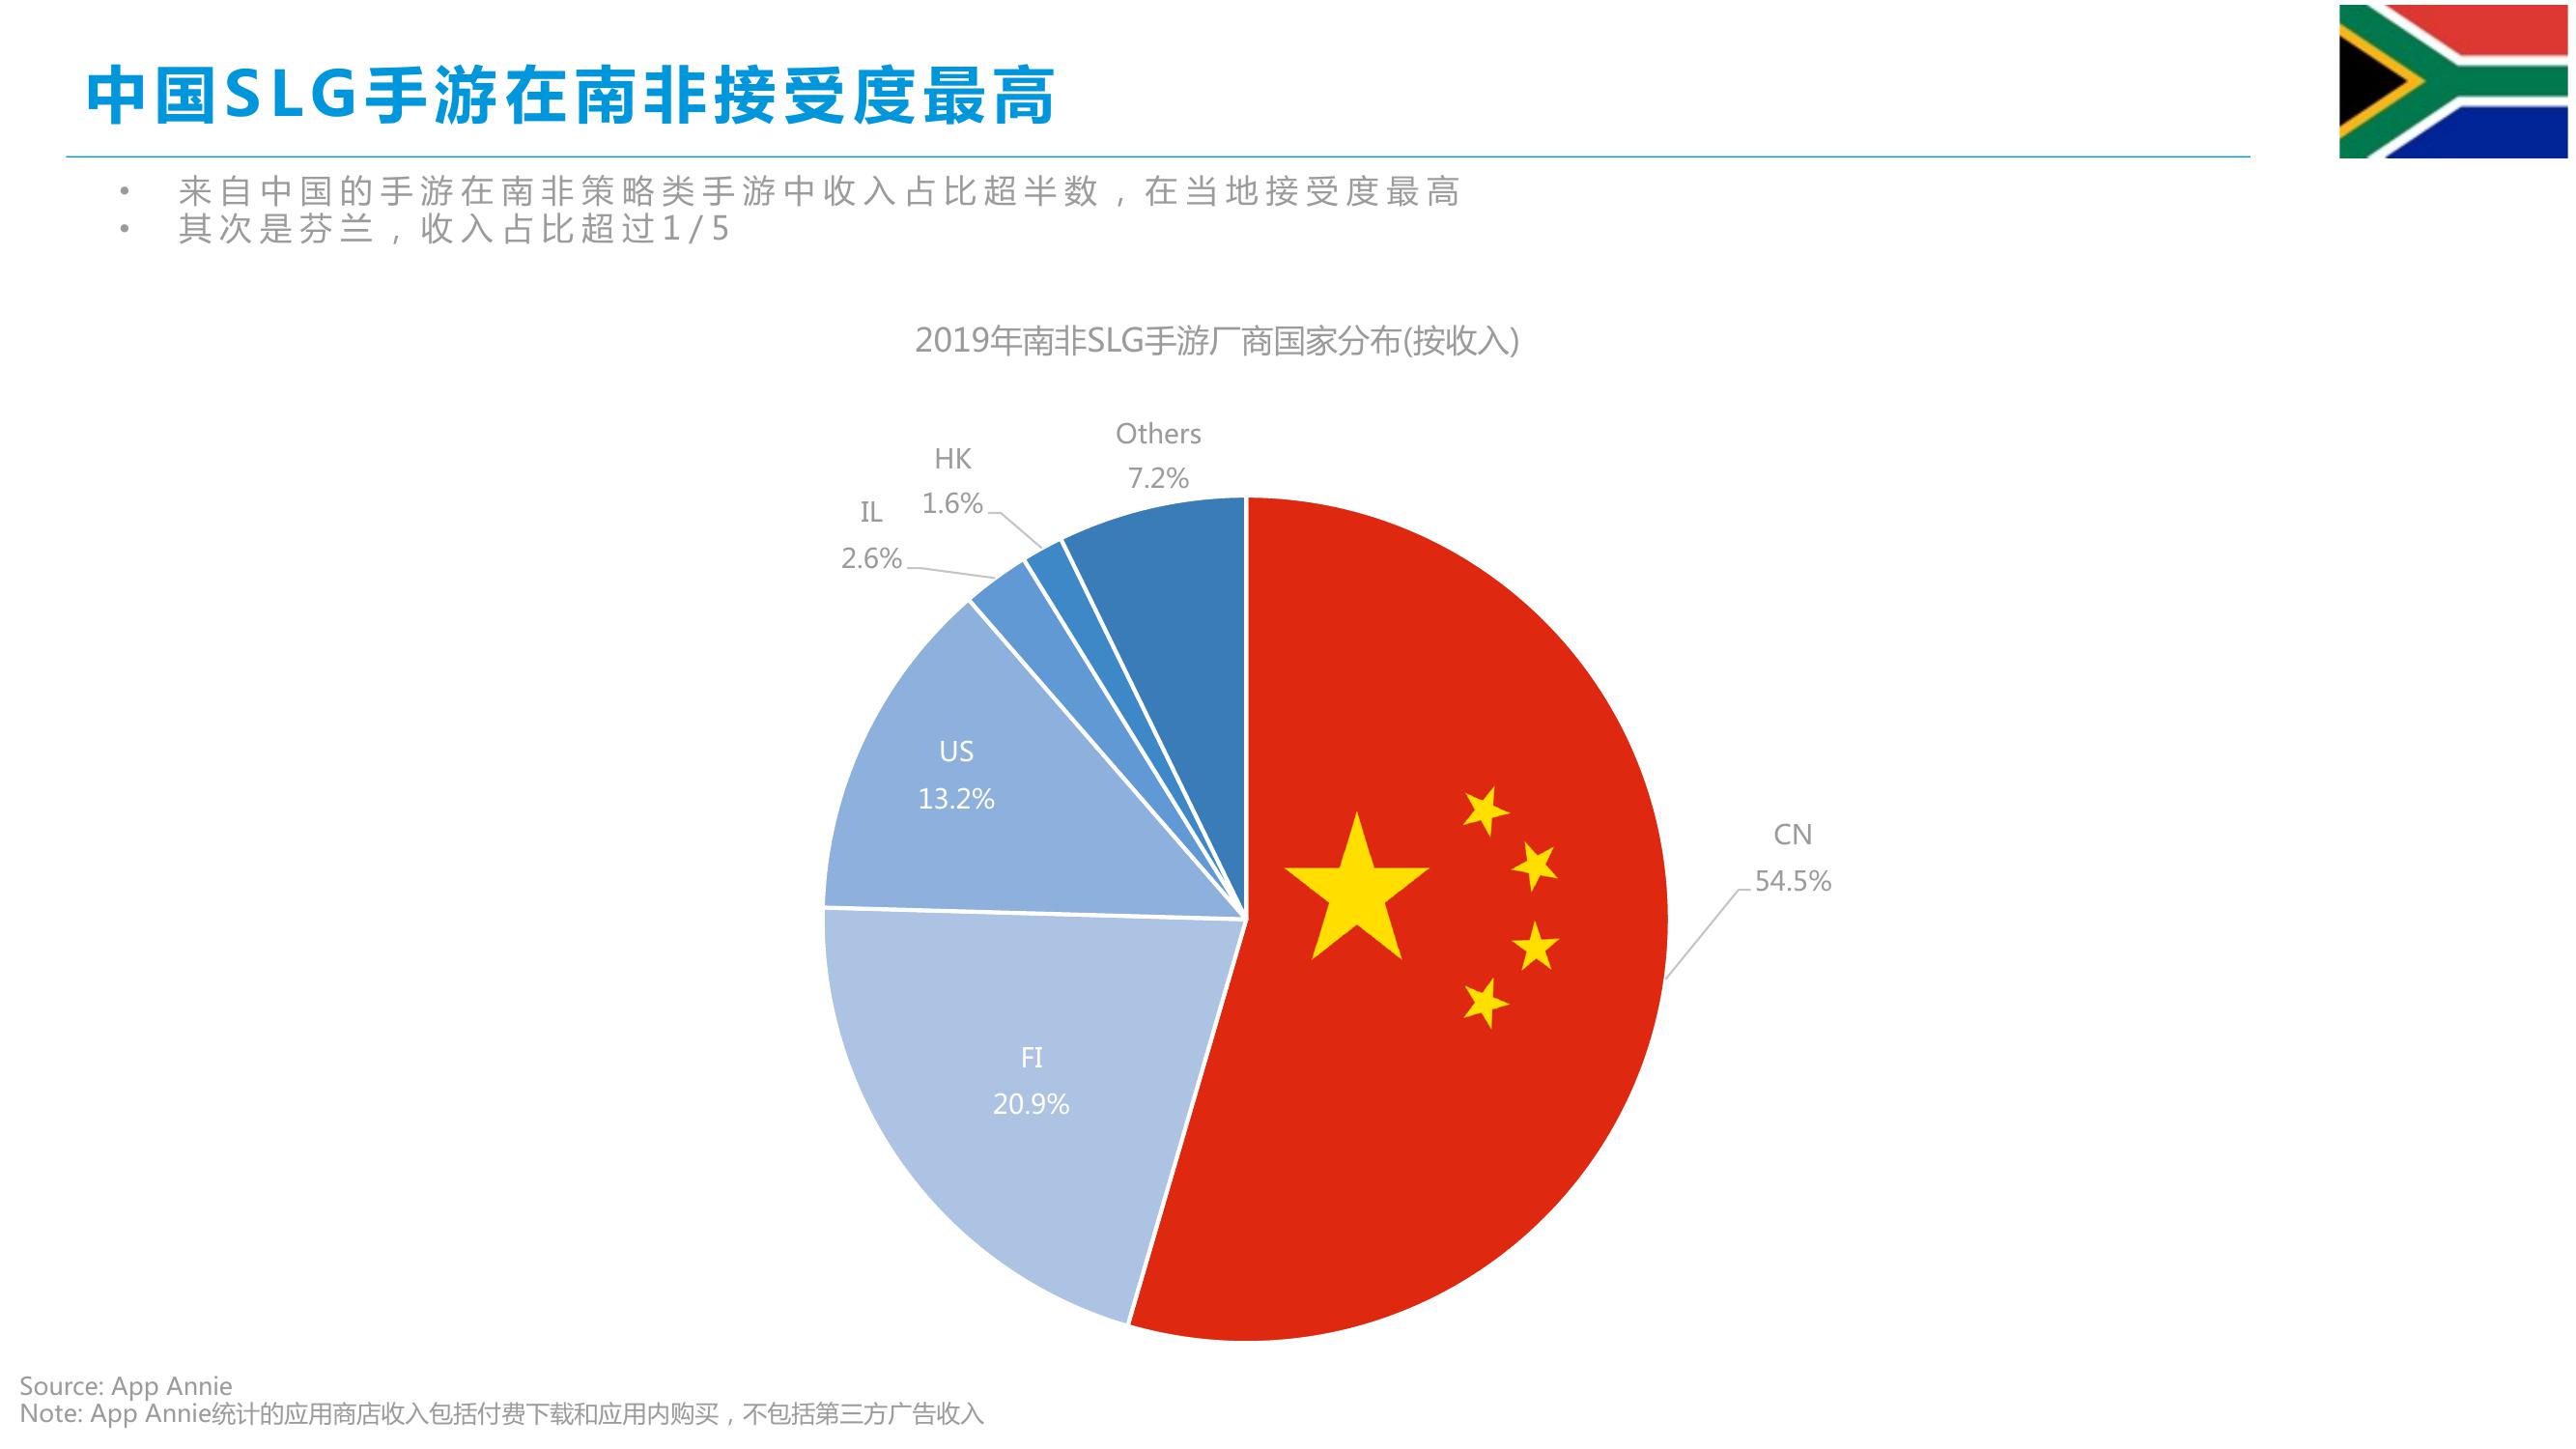 中国SLG手游在南非接受度最高
• 来自中国的手游在南非策略类手游中收入占比超半数，在当地接受度最高
• 其次是芬兰，收入占比超过1/5
2019年南非SLG手游厂商国家分布(按收入)
Others
7.2%
HK
1.6%
IL
2.6%
US
13.2%
CN
54.5%
FI
20.9%
Source: App Annie
Note: App Annie统计的应用商店收入包括付费下载和应用内购买，不包括第三方广告收入